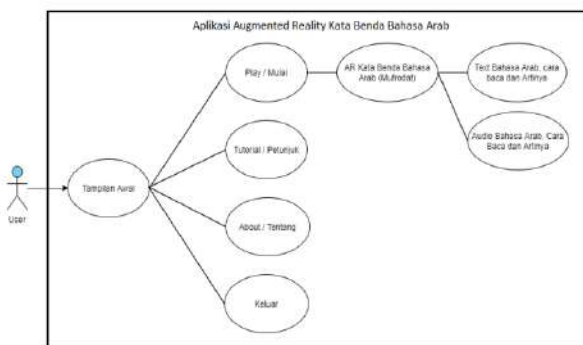 Aplikasi Augmented Reality Kata Benda Bahasa Arab
Play / Mulai
AR Kata Benda Bahasa
Arab (Mufrodat)
Text Bahasa Arab, cara
baca dan Artinya
Audio Bahasa Arab, Cara
Baca dan Artinya
Tutorial / Petunjuk
User
Tampilan Awal
About / Tentang
Keluar